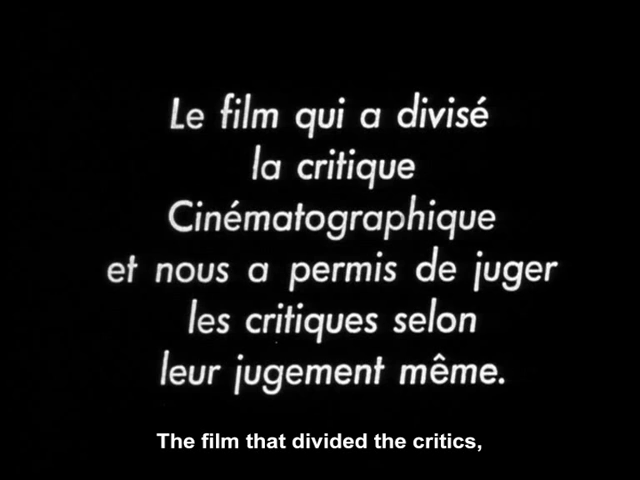 Le film qui a divisé
la critique
Cinématographique
et nous a permis de juger
les critiques selon
leur jugement même.
The film that divided the critics,